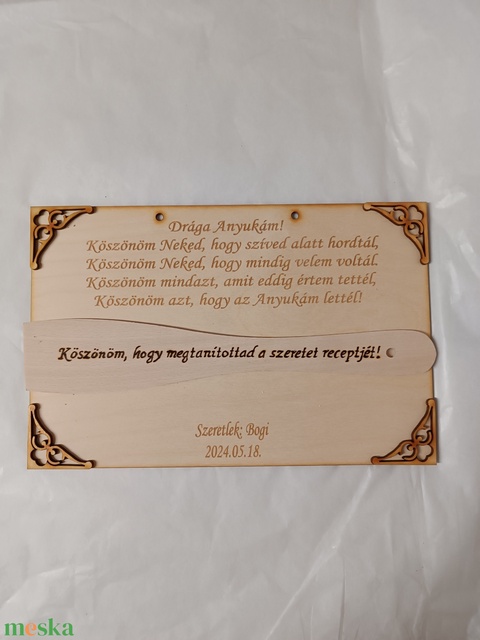 Drága Anyukám!
Köszönöm Neked, hogy szíved alatt hordtál,
Köszönöm Neked, hogy mindig velem voltál.
Köszönöm mindazt, amit eddig értem tettél,
Köszönöm azt, hogy az Anyukám lettél!
Köszönöm, hogy megtanítottad a szeretet receptjét!
Szeretlek: Bogi
2024.05.18.
meska